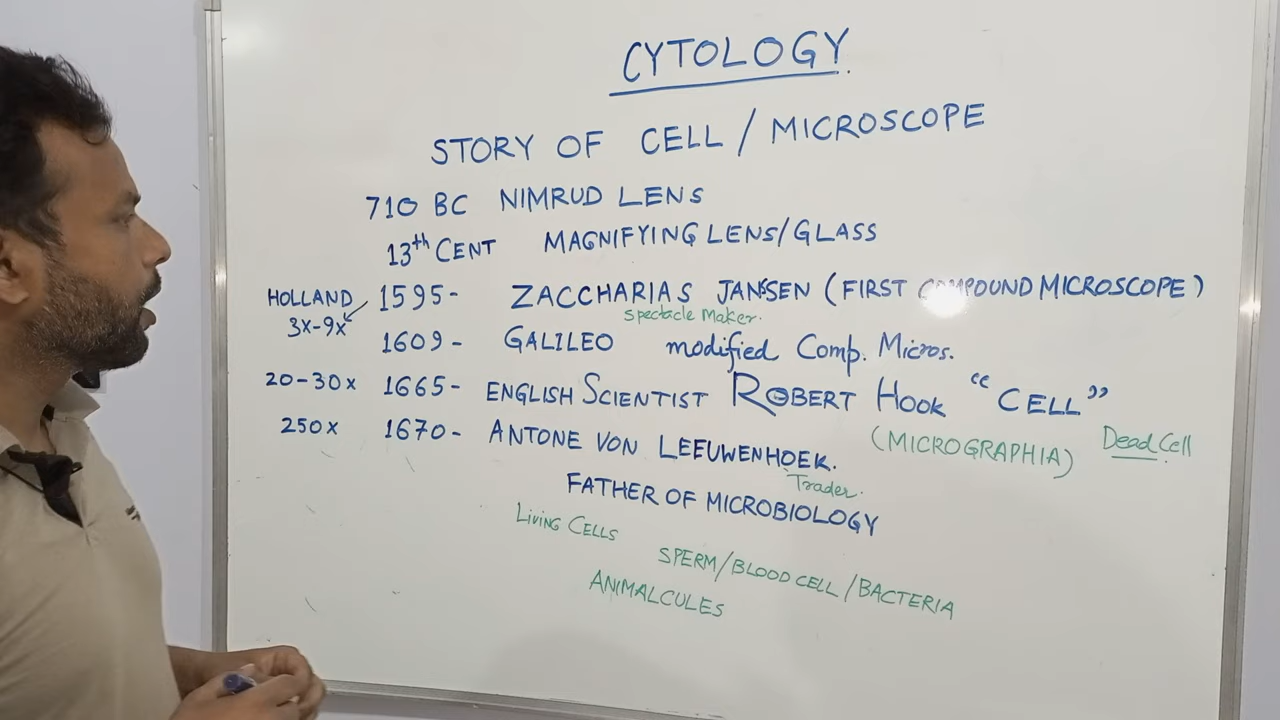 CYTOLOGY
STORY OF CELL / MICROSCOPE
710 BC NIMRUD LENS
13th CENT MAGNIFYING LENS/GLASS
HOLLAND 1595- ZACCHARIAS JANSSEN (FIRST COMPOUND MICROSCOPE)
3x-9x Spectacle Maker.
1609- GALILEO modified Comp. Micros.
20-30x 1665- ENGLISH SCIENTIST ROBERT HOOK "CELL"
(MICROGRAPHIA) Dead Cell
250x 1670- ANTONE VON LEEUWENHOEK.
Trader.
FATHER OF MICROBIOLOGY
Living CELLS
SPERM/BLOOD CELL/BACTERIA
ANIMALCULES